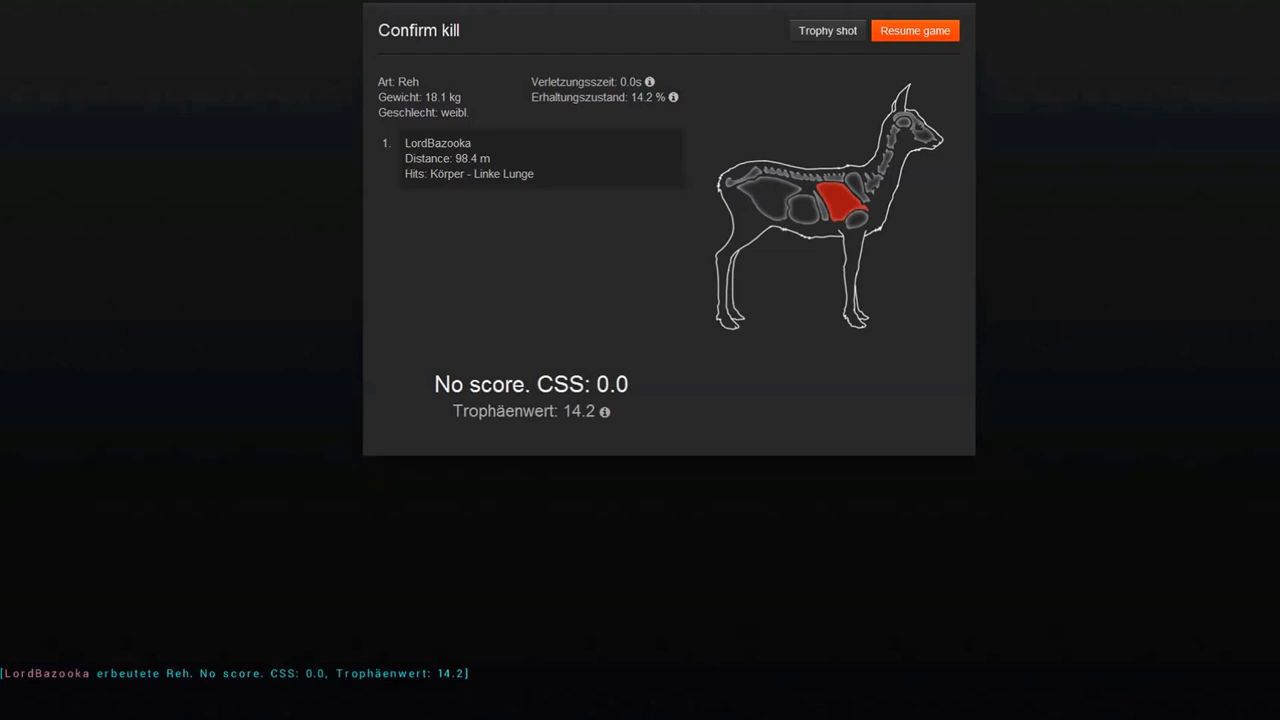 Confirm kill
Trophy shot
Resume game
Art: Reh
Gewicht: 18.1 kg
Geschlecht: weibl.
Verletzungsszeit: 0.0s
Erhaltungszustand: 14.2 %
1. LordBazooka
Distance: 98.4 m
Hits: Körper - Linke Lunge
No score. CSS: 0.0
Trophäenwert: 14.2
[LordBazooka erbeutete Reh. No score. CSS: 0.0, Trophäenwert: 14.2]